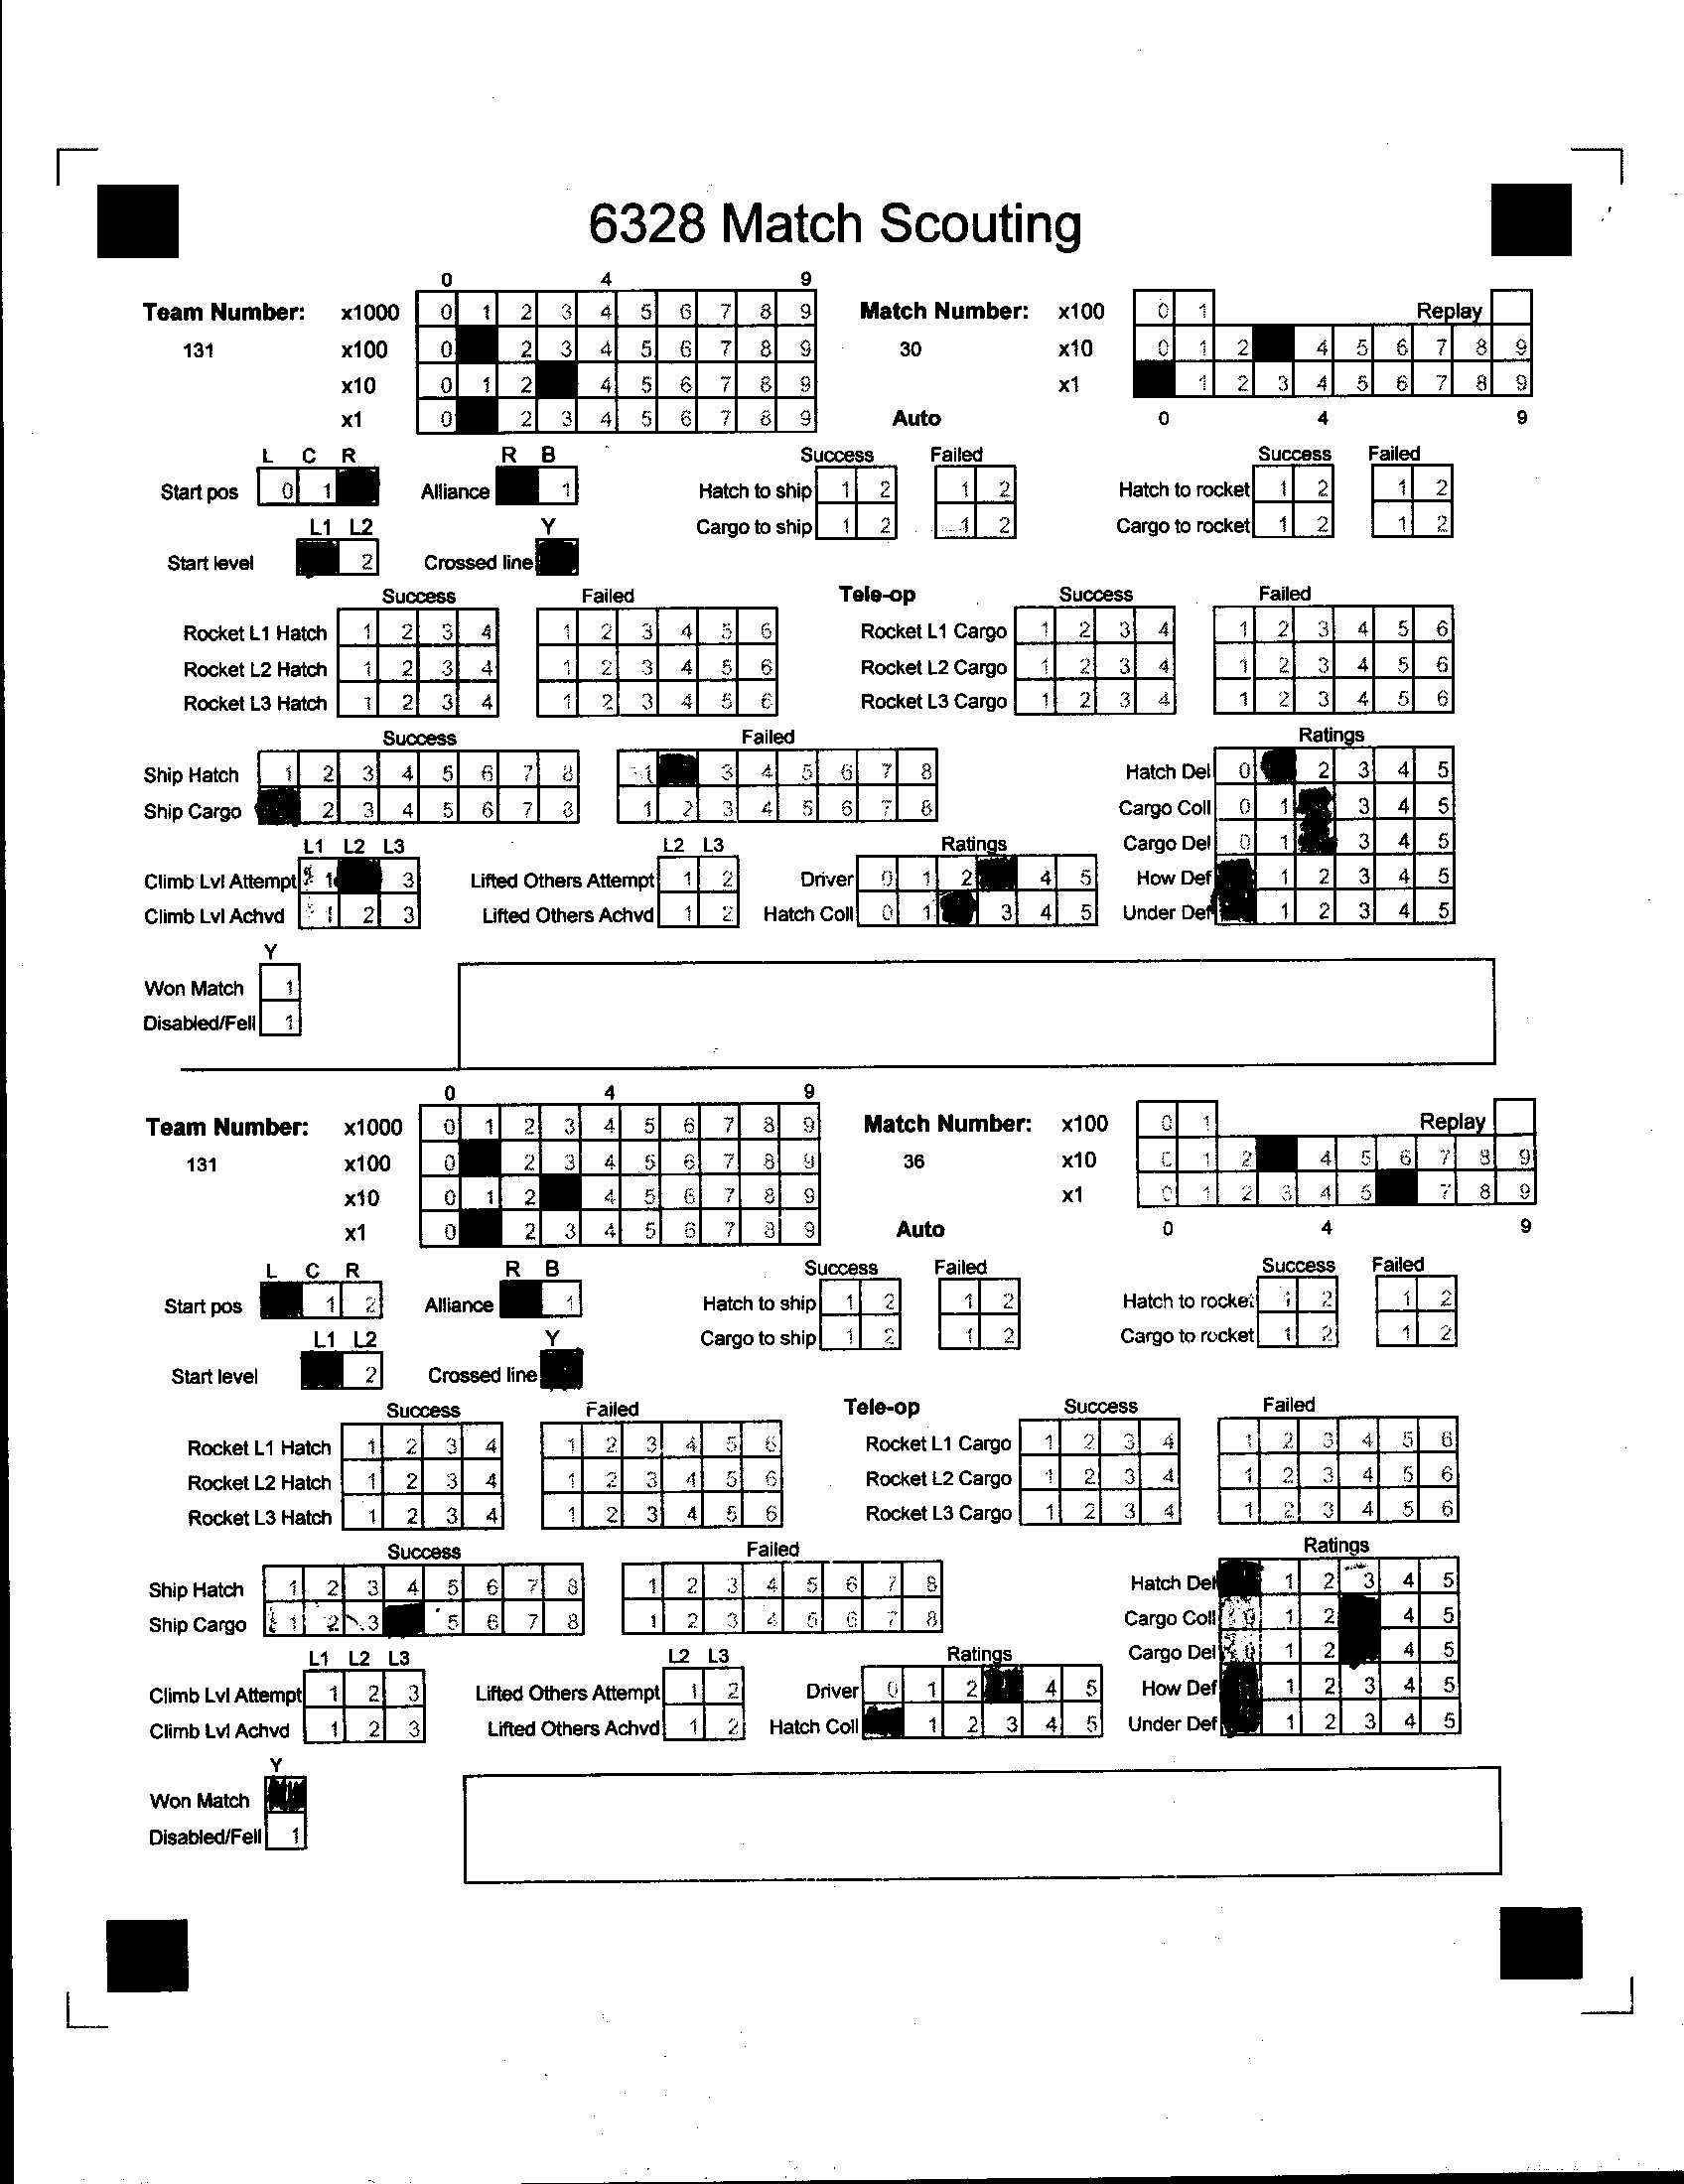 6328 Match Scouting
0 4 9
Team Number: x1000 0 1 2 3 4 5 6 7 8 9 Match Number: x100 0 1 Replay
131 x100 0 2 3 4 5 6 7 8 9 30 x10 0 1 2 4 5 6 7 8 9
x10 0 1 2 4 5 6 7 8 9 x1 1 2 3 4 5 6 7 8 9
x1 0 2 3 4 5 6 7 8 9 Auto 0 4 9
L C R R B Success Failed Success Failed
Start pos 0 1 Alliance 1 Hatch to ship 1 2 1 2 Hatch to rocket 1 2 1 2
L1 L2 Y Cargo to ship 1 2 1 2 Cargo to rocket 1 2 1 2
Start level 2 Crossed line
Success Failed Tele-op Success Failed
Rocket L1 Hatch 1 2 3 4 1 2 3 4 5 6 Rocket L1 Cargo 1 2 3 4 1 2 3 4 5 6
Rocket L2 Hatch 1 2 3 4 1 2 3 4 5 6 Rocket L2 Cargo 1 2 3 4 1 2 3 4 5 6
Rocket L3 Hatch 1 2 3 4 1 2 3 4 5 6 Rocket L3 Cargo 1 2 3 4 1 2 3 4 5 6
Success Failed Ratings
Ship Hatch 1 2 3 4 5 6 7 8 1 3 4 5 6 7 8 Hatch Del 0 2 3 4 5
Ship Cargo 2 3 4 5 6 7 8 1 2 3 4 5 6 7 8 Cargo Coll 0 1 3 4 5
L1 L2 L3 L2 L3 Ratings Cargo Del 0 1 3 4 5
Climb Lvl Attempt 1 3 Lifted Others Attempt 1 2 Driver 0 1 2 4 5 How Def 1 2 3 4 5
Climb Lvl Achvd 1 2 3 Lifted Others Achvd 1 2 Hatch Coll 0 1 3 4 5 Under Def 1 2 3 4 5
Y
Won Match 1
Disabled/Fell 1
0 4 9
Team Number: x1000 0 1 2 3 4 5 6 7 8 9 Match Number: x100 0 1 Replay
131 x100 0 2 3 4 5 6 7 8 9 36 x10 0 1 2 4 5 6 7 8 9
x10 0 1 2 4 5 6 7 8 9 x1 0 1 2 3 4 5 7 8 9
x1 0 2 3 4 5 6 7 8 9 Auto 0 4 9
L C R R B Success Failed Success Failed
Start pos 1 2 Alliance 1 Hatch to ship 1 2 1 2 Hatch to rocket 1 2 1 2
L1 L2 Y Cargo to ship 1 2 1 2 Cargo to rocket 1 2 1 2
Start level 2 Crossed line
Success Failed Tele-op Success Failed
Rocket L1 Hatch 1 2 3 4 1 2 3 4 5 6 Rocket L1 Cargo 1 2 3 4 1 2 3 4 5 6
Rocket L2 Hatch 1 2 3 4 1 2 3 4 5 6 Rocket L2 Cargo 1 2 3 4 1 2 3 4 5 6
Rocket L3 Hatch 1 2 3 4 1 2 3 4 5 6 Rocket L3 Cargo 1 2 3 4 1 2 3 4 5 6
Success Failed Ratings
Ship Hatch 1 2 3 4 5 6 7 8 1 2 3 4 5 6 7 8 Hatch Del 1 2 3 4 5
Ship Cargo 1 2 3 5 6 7 8 1 2 3 4 5 6 7 8 Cargo Coll 0 1 2 4 5
L1 L2 L3 L2 L3 Ratings Cargo Del 0 1 2 4 5
Climb Lvl Attempt 1 2 3 Lifted Others Attempt 1 2 Driver 0 1 2 4 5 How Def 1 2 3 4 5
Climb Lvl Achvd 1 2 3 Lifted Others Achvd 1 2 Hatch Coll 1 2 3 4 5 Under Def 1 2 3 4 5
Y
Won Match
Disabled/Fell 1